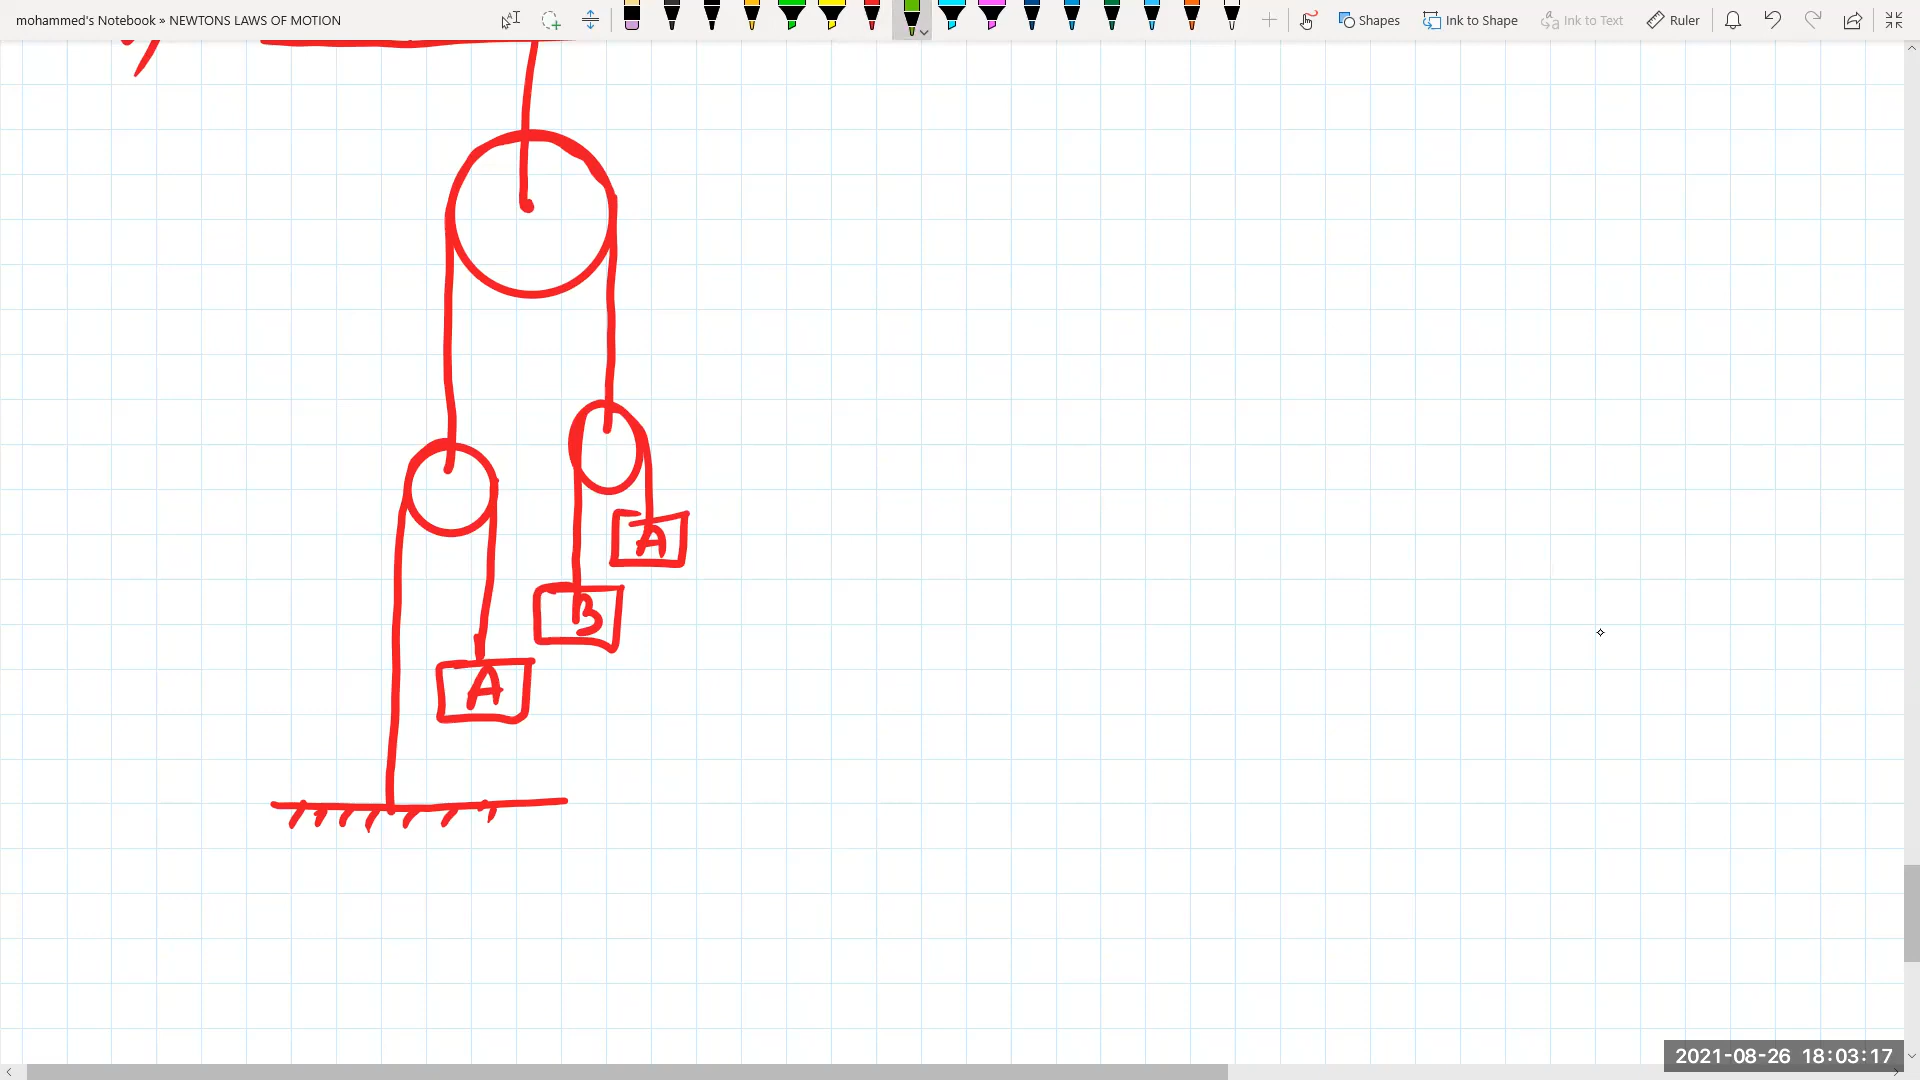 mohammed's Notebook » NEWTONS LAWS OF MOTION
Shapes
Ink to Shape
Ink to Text
Ruler
A
B
A
2021-08-26 18:03:17